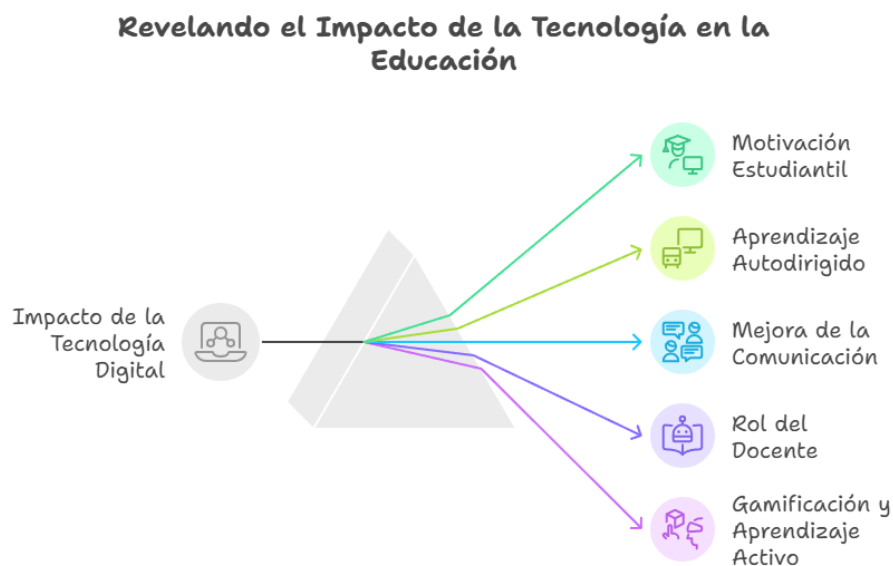 Revelando el Impacto de la Tecnología en la
Educación
Impacto de la
Tecnología
Digital
Motivación
Estudiantil
Aprendizaje
Autodirigido
Mejora de la
Comunicación
Rol del
Docente
Gamificación y
Aprendizaje
Activo